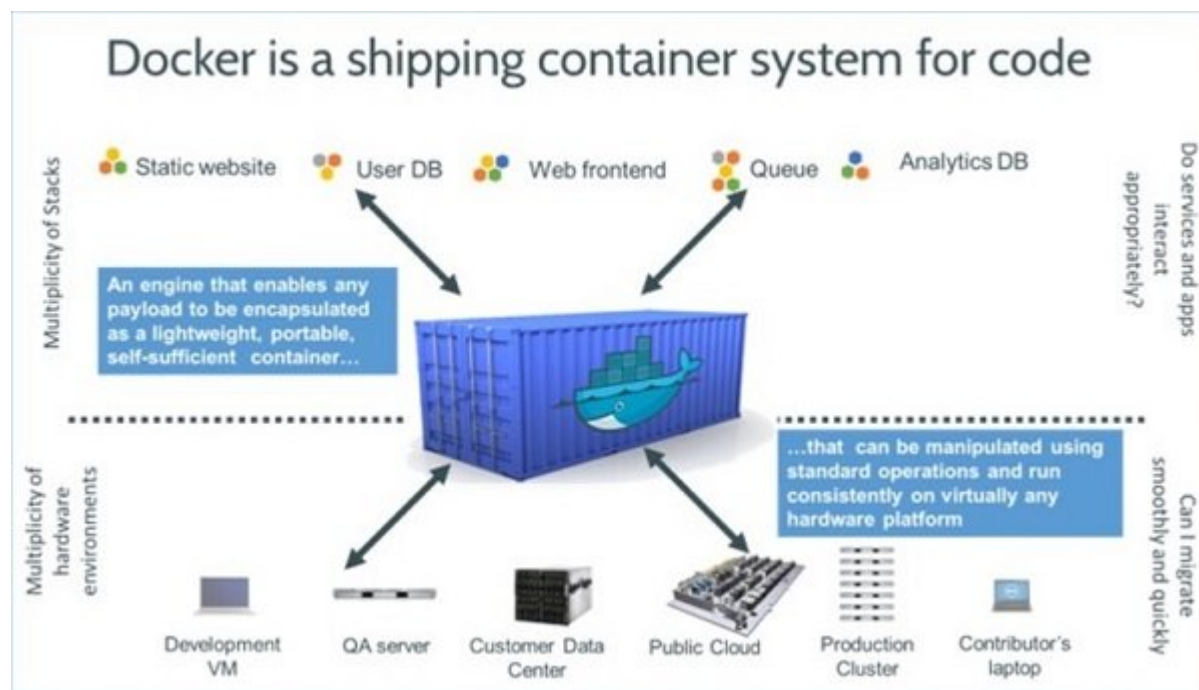 Docker is a shipping container system for code
Static website
User DB
Web frontend
Queue
Analytics DB
Multiplicity of Stacks
Do services and apps
interact
appropriately?
An engine that enables any
payload to be encapsulated
as a lightweight, portable,
self-sufficient container...
...that can be manipulated using
standard operations and run
consistently on virtually any
hardware platform
Multiplicity of
hardware
environments
Can I migrate
smoothly and quickly
Development
VM
QA server
Customer Data
Center
Public Cloud
Production
Cluster
Contributor's
laptop